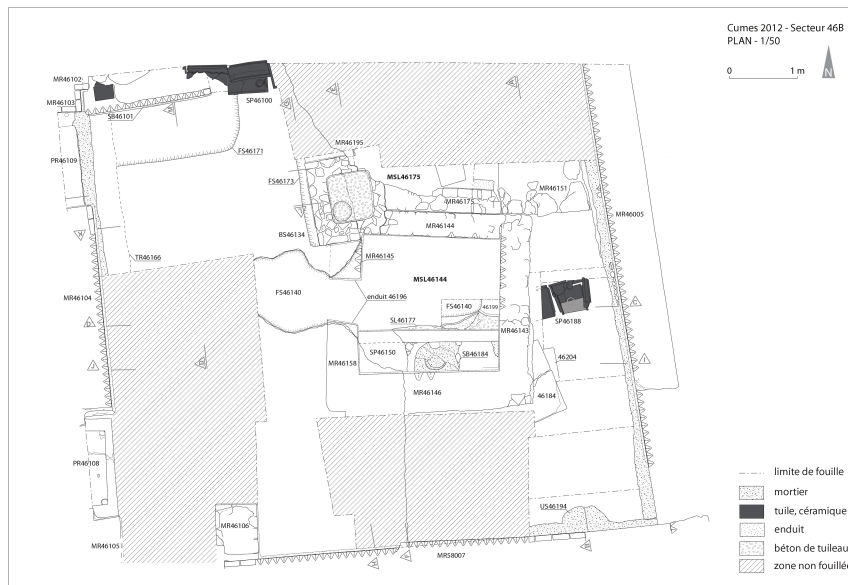 Cumes 2012 - Secteur 46B
PLAN - 1/50
0 1 m
N
MR46102
MR46103
SP46100
SB46101
PR46109
FS46171
MR46195
FS46173
MSL46175
MR46175
MR46151
MR46005
MR46144
BS46134
TR46166
MR46145
MSL46144
FS46140
enduit 46196
FS46140
46199
MR46104
SL46177
SP46188
MR46143
SP46150
SB46184
46204
MR46158
MR46146
46184
PR46108
MR46106
US46194
MR46105
MR58007
limite de fouille
mortier
tuile, céramique
enduit
béton de tuileau
zone non fouillée